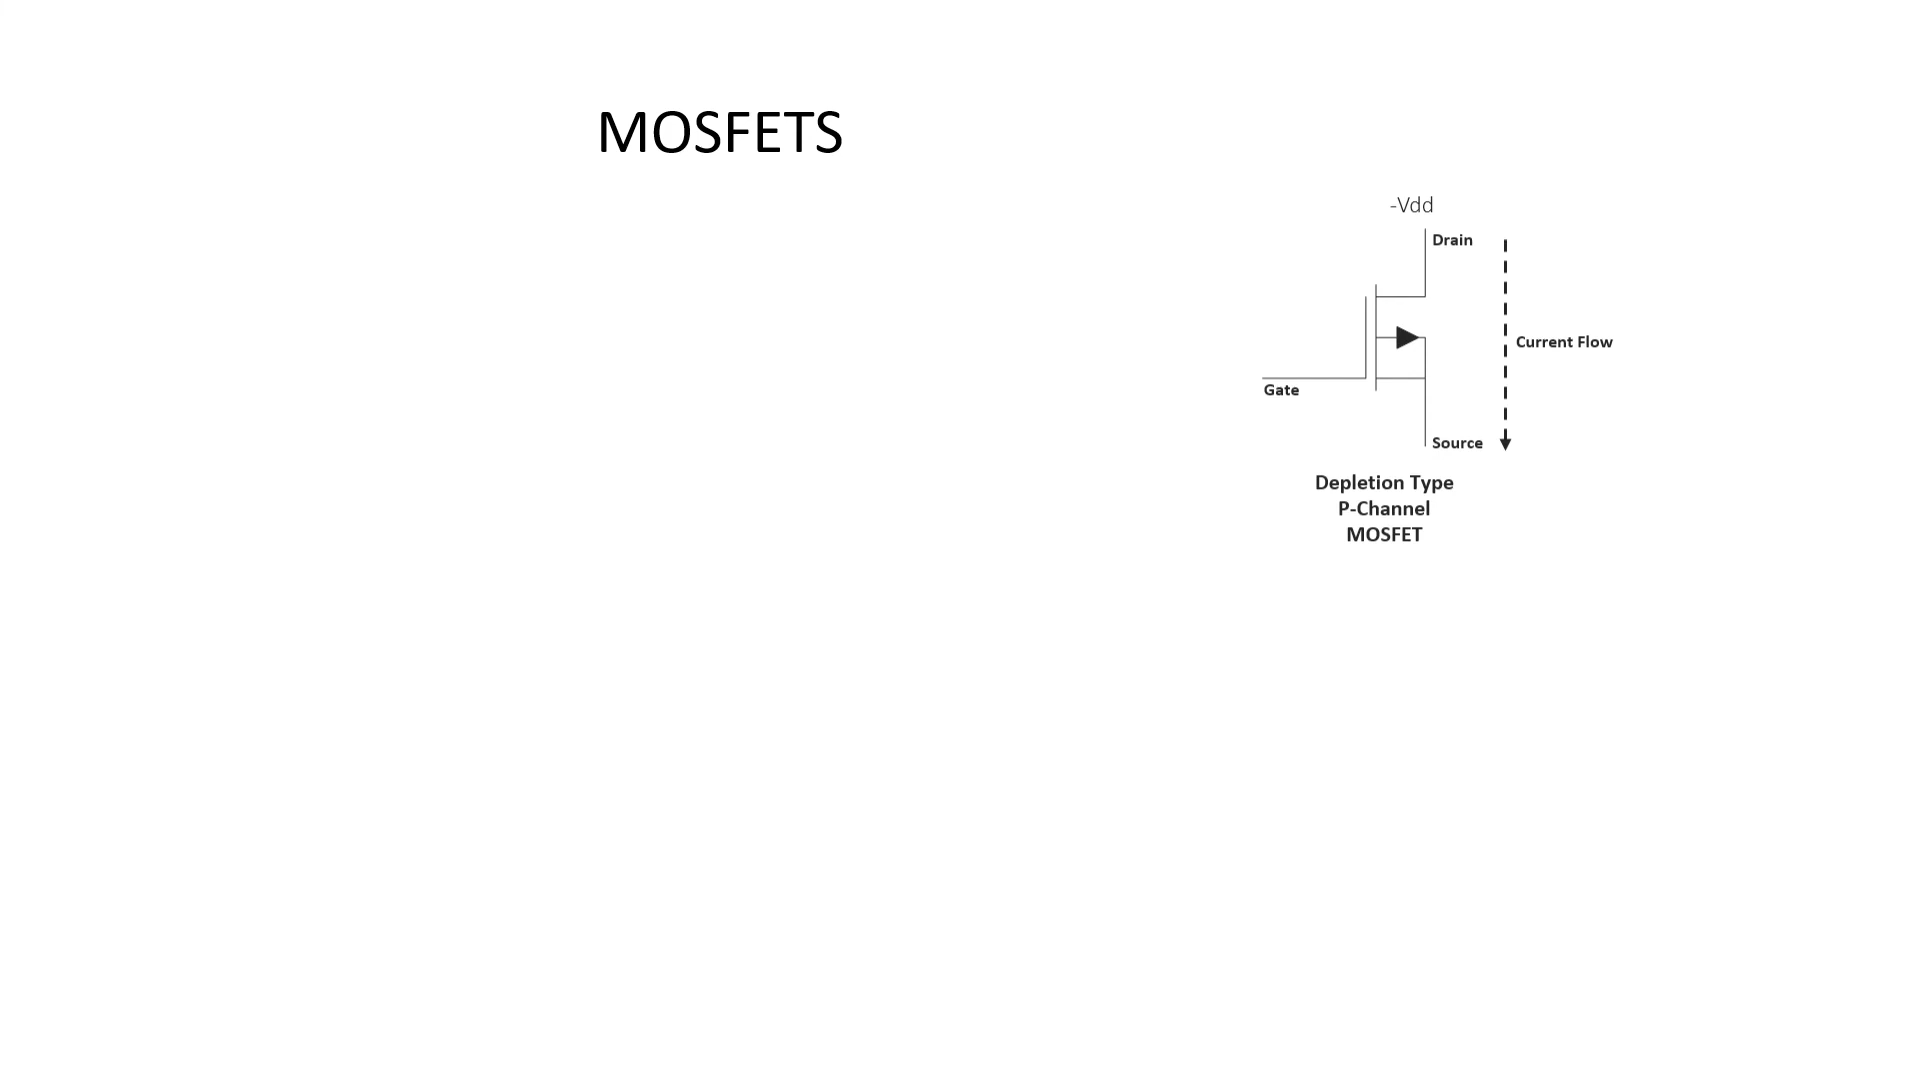 MOSFETS
-Vdd
Drain
Current Flow
Gate
Source
Depletion Type
P-Channel
MOSFET